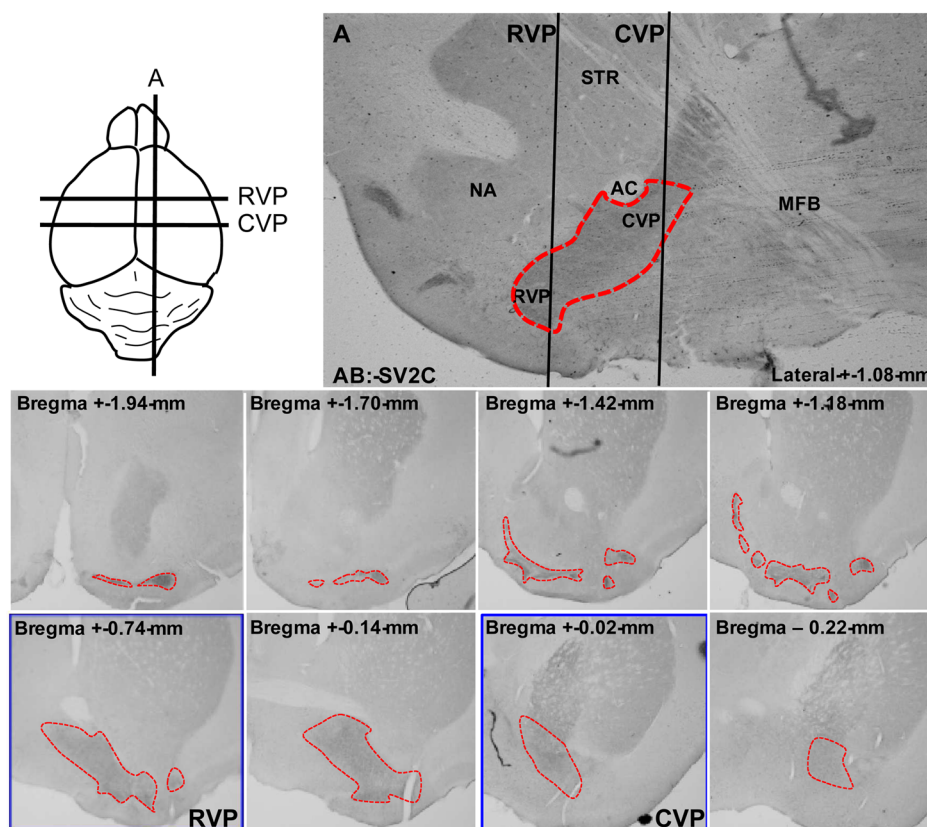 A
RVP
CVP
A
RVP
CVP
STR
AC
NA
CVP
MFB
RVP
AB:-SV2C
Lateral-+-1.08-mm
Bregma +-1.94-mm
Bregma +-1.70-mm
Bregma +-1.42-mm
Bregma +-1.18-mm
Bregma +-0.74-mm
Bregma +-0.14-mm
Bregma +-0.02-mm
Bregma – 0.22-mm
RVP
CVP